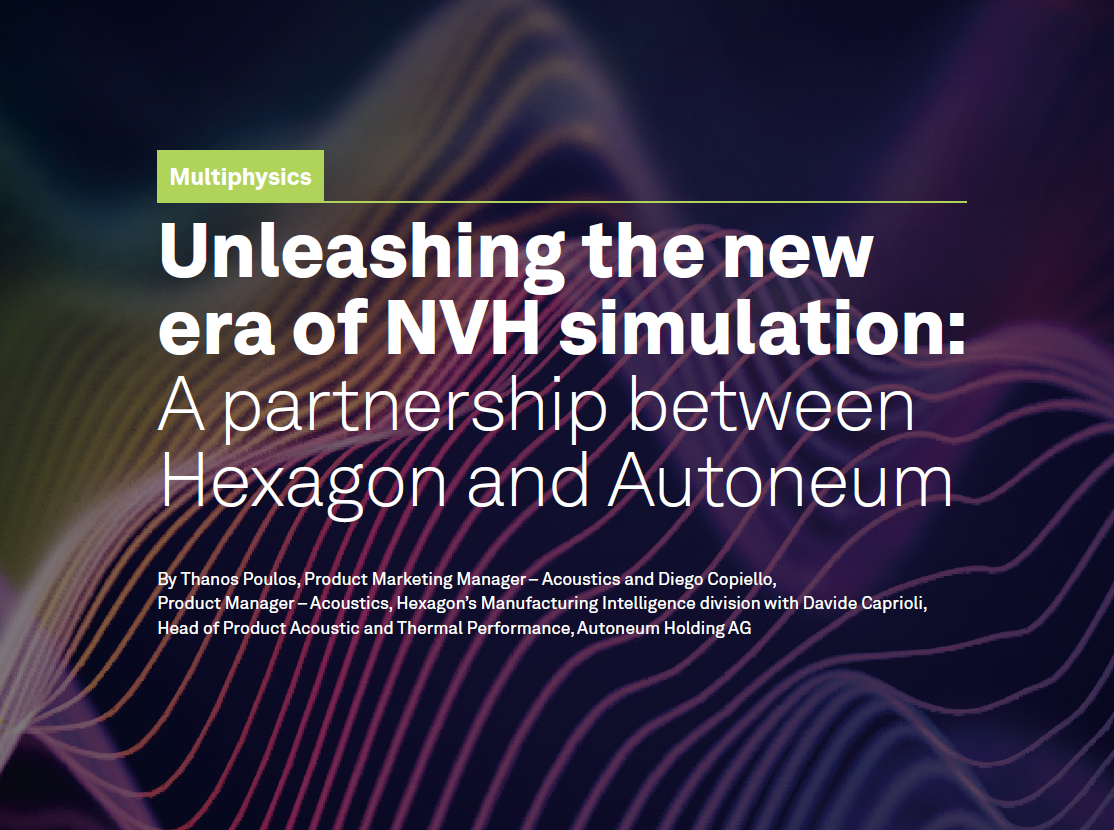 Multiphysics
Unleashing the new
era of NVH simulation:
A partnership between
Hexagon and Autoneum
By Thanos Poulos, Product Marketing Manager – Acoustics and Diego Copiello,
Product Manager – Acoustics, Hexagon’s Manufacturing Intelligence division with Davide Caprioli,
Head of Product Acoustic and Thermal Performance, Autoneum Holding AG